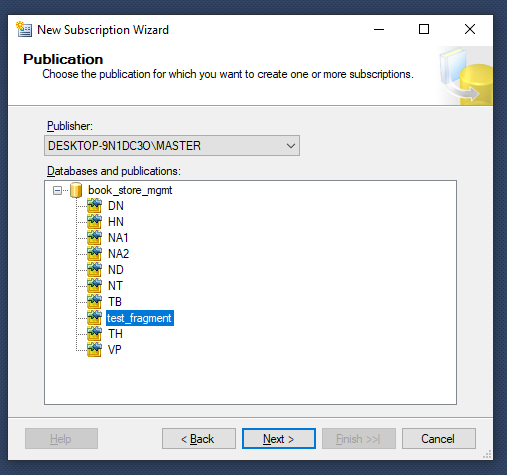 New Subscription Wizard
Publication
Choose the publication for which you want to create one or more subscriptions.
Publisher:
DESKTOP-9N1DC3O\MASTER
Databases and publications:
book_store_mgmt
DN
HN
NA1
NA2
ND
NT
TB
test_fragment
TH
VP
Help
< Back
Next >
Finish >>|
Cancel